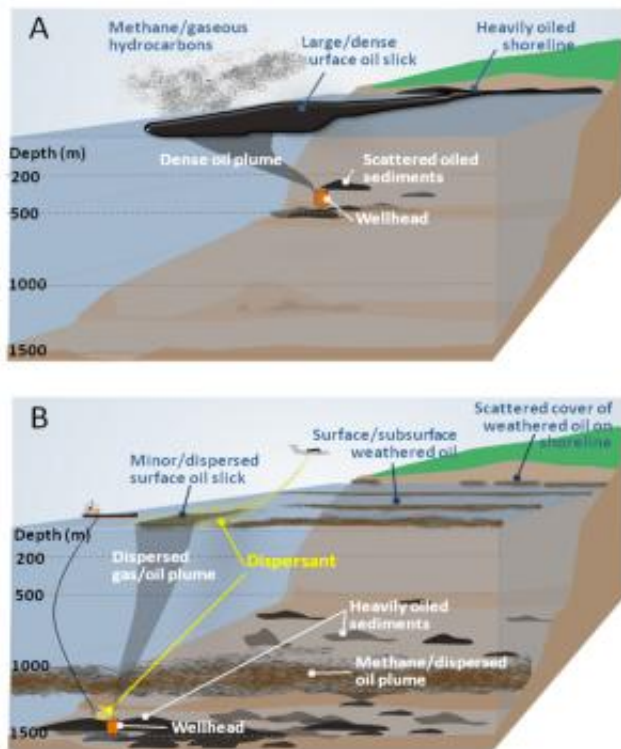 A
Methane/gaseous
hydrocarbons
Large/dense
surface oil slick
Heavily oiled
shoreline
Depth (m)
Dense oil plume
Scattered oiled
sediments
200
Wellhead
500
1000
1500
B
Scattered cover of
weathered oil on
shoreline
Surface/subsurface
weathered oil
Minor/dispersed
surface oil slick
Depth (m)
Dispersed
gas/oil plume
Dispersant
200
500
Heavily oiled
sediments
1000
Methane/dispersed
oil plume
Wellhead
1500